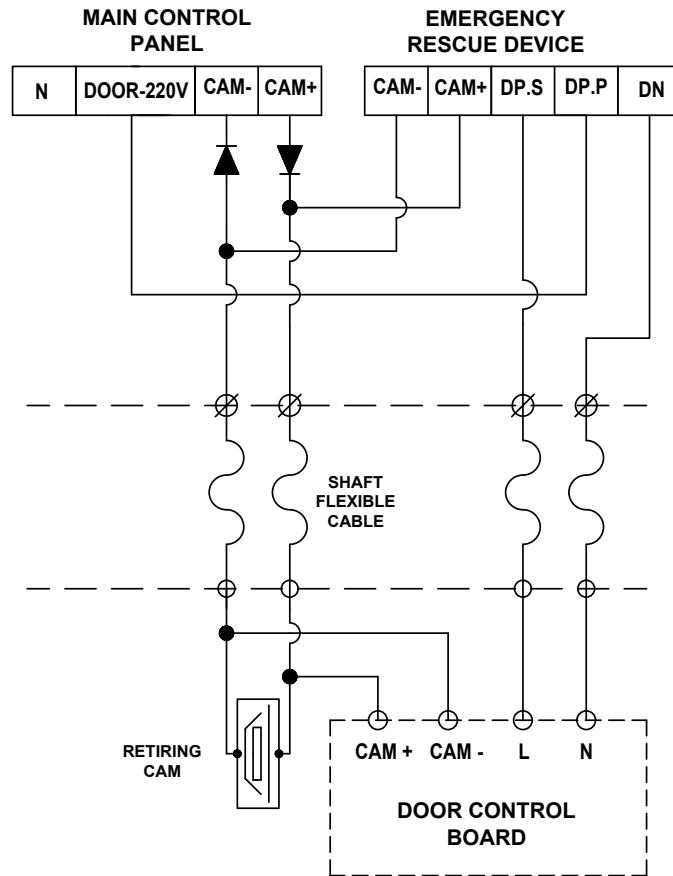 MAIN CONTROL
PANEL
EMERGENCY
RESCUE DEVICE
N DOOR-220V CAM- CAM+
CAM- CAM+ DP.S DP.P DN
SHAFT
FLEXIBLE
CABLE
RETIRING
CAM
CAM + CAM - L N
DOOR CONTROL
BOARD